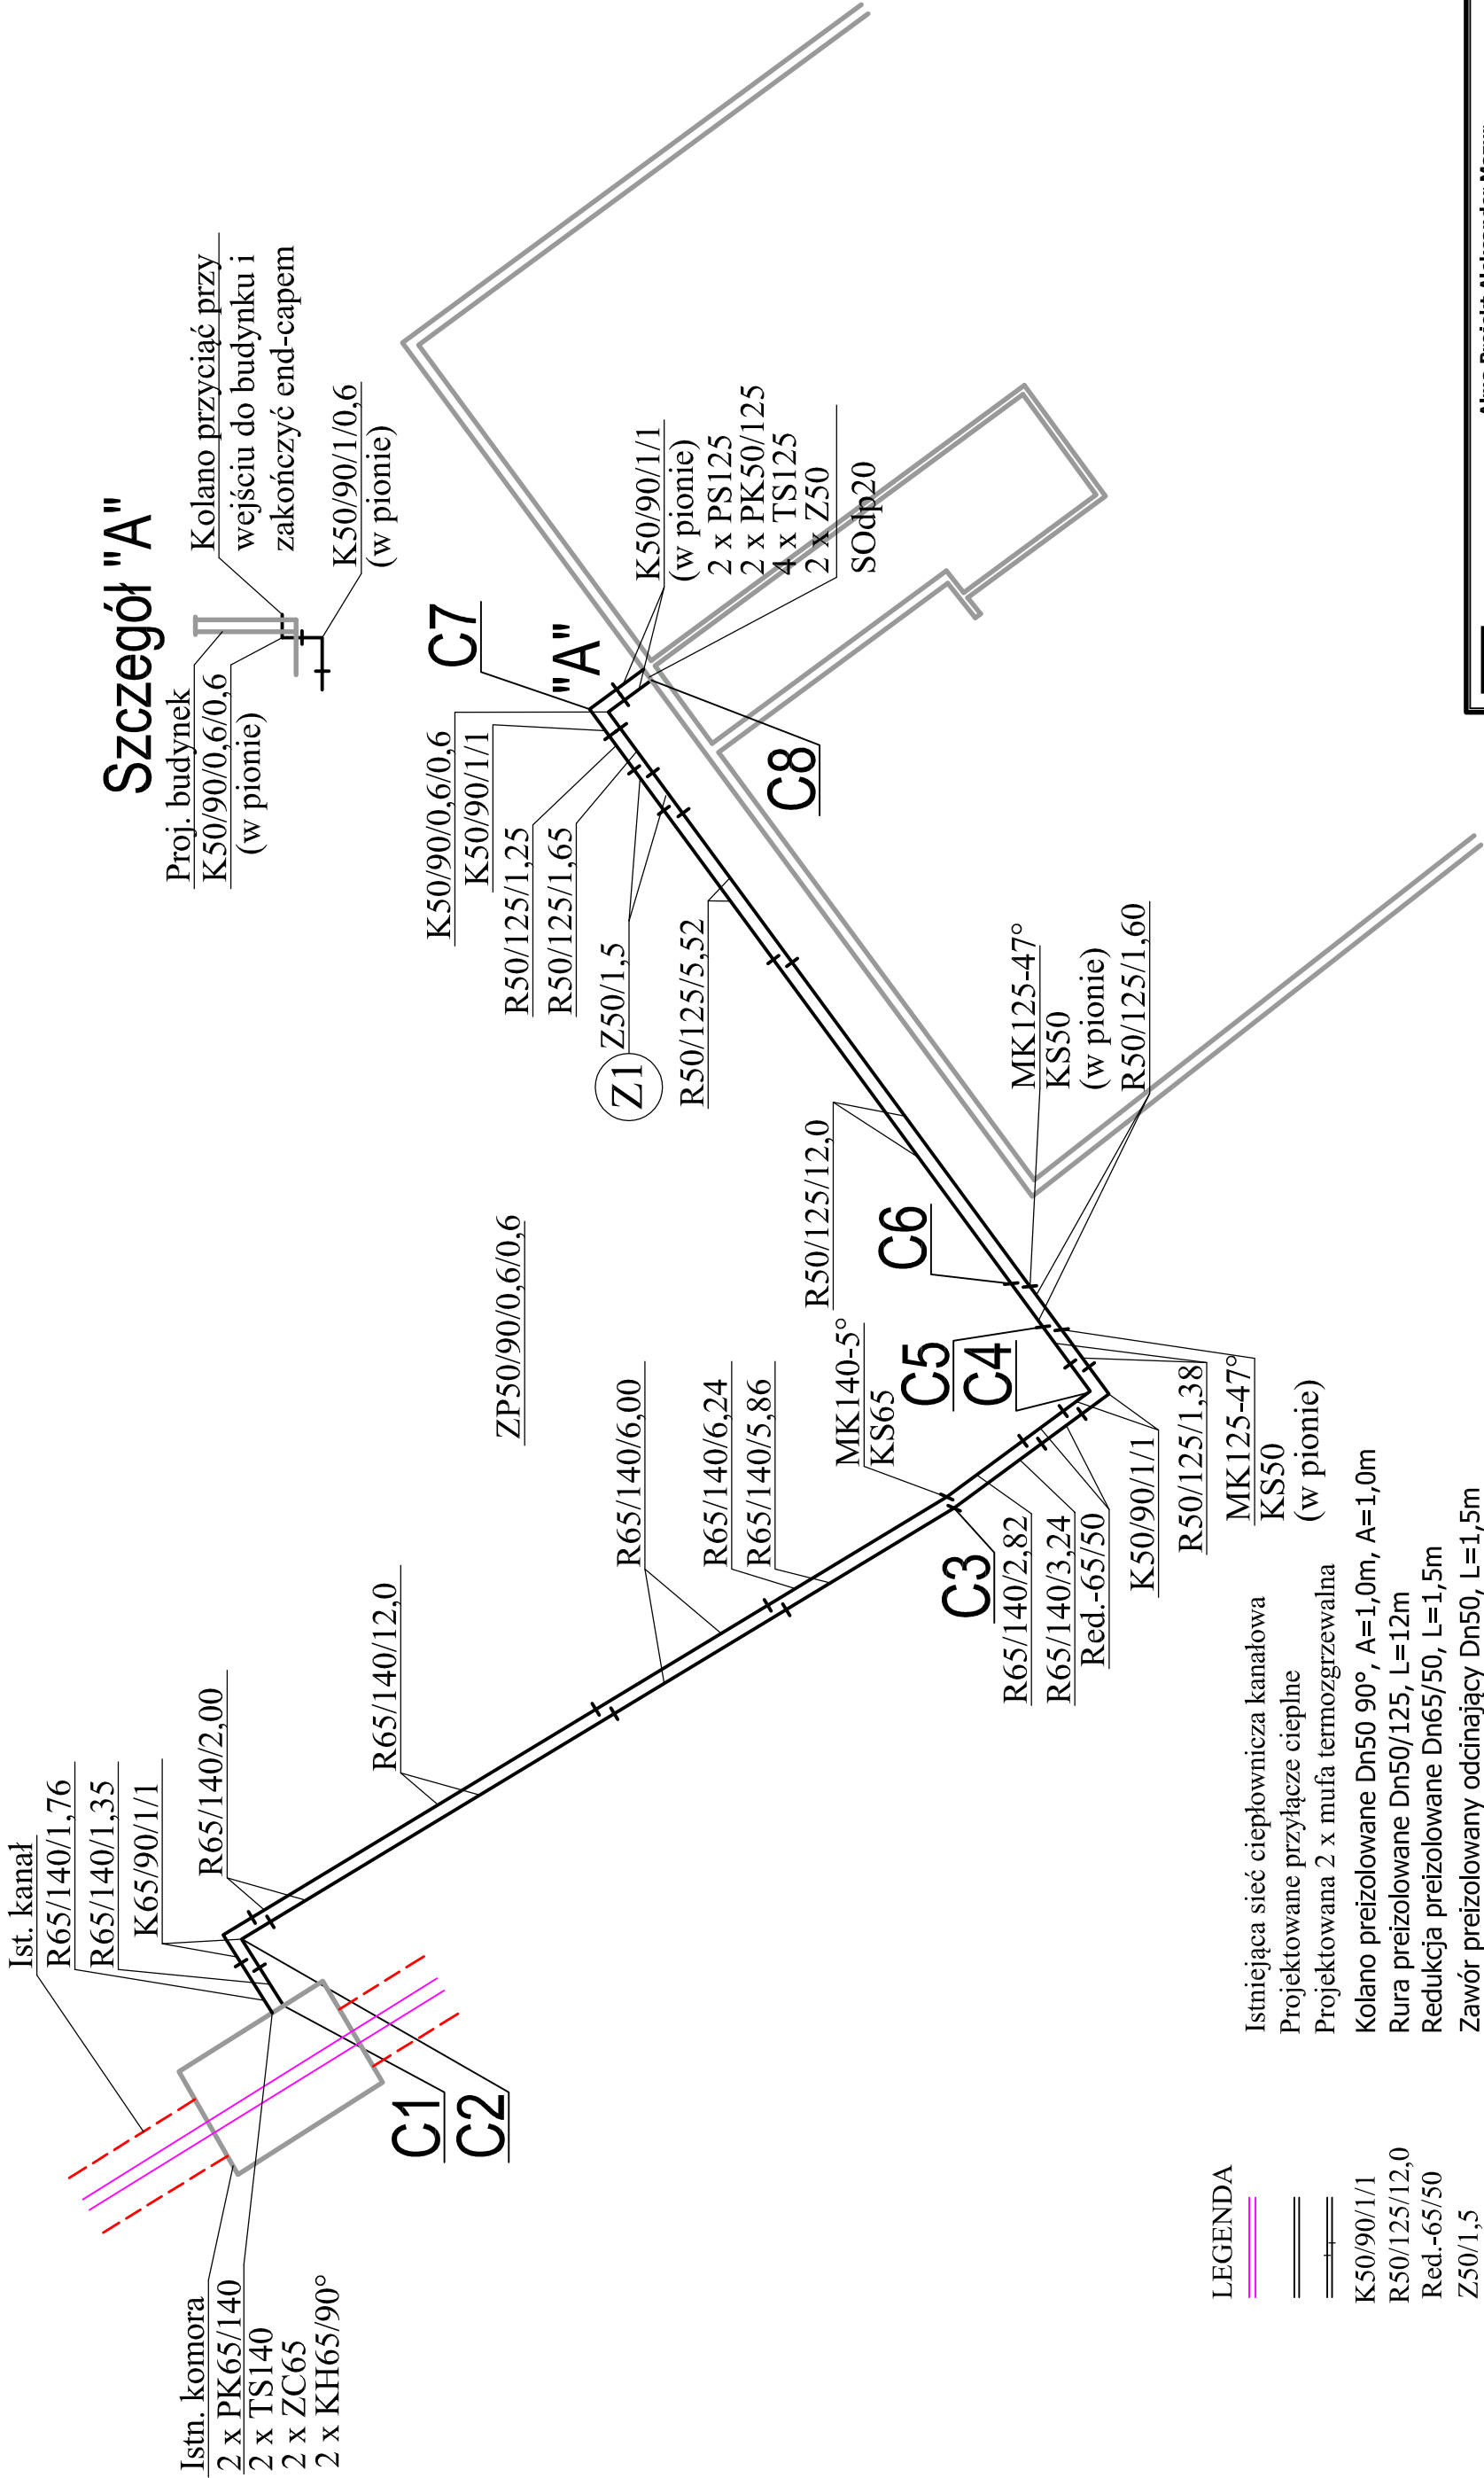 Szczegół "A"
Proj. budynek
K50/90/0,6/0,6
(w pionie)
Kolano przyciąć przy
wejściu do budynku i
zakończyć end-capem
K50/90/1/0,6
(w pionie)
Ist. kanał
R65/140/1,76
R65/140/1,35
K65/90/1/1
R65/140/2,00
R65/140/12,0
Istn. komora
2 x PK65/140
2 x TS140
2 x ZC65
2 x KH65/90°
C1
C2
ZP50/90/0,6/0,6
R65/140/6,00
R65/140/6,24
R65/140/5,86
MK140-5°
KS65
C3
R65/140/2,82
R65/140/3,24
Red.-65/50
K50/90/1/1
R50/125/1,38
MK125-47°
KS50
(w pionie)
C5
C4
C6
R50/125/12,0
MK125-47°
KS50
(w pionie)
R50/125/1,60
C7
"A"
K50/90/0,6/0,6
K50/90/1/1
R50/125/1,25
R50/125/1,65
Z1
Z50/1,5
R50/125/5,52
C8
K50/90/1/1
(w pionie)
2 x PS125
2 x PK50/125
4 x TS125
2 x Z50
SOdp20
LEGENDA
Istniejąca sieć ciepłownicza kanałowa
Projektowane przyłącze cieplne
Projektowana 2 x mufa termozgrzewalna
K50/90/1/1 Kolano preizolowane Dn50 90°, A=1,0m, A=1,0m
R50/125/12,0 Rura preizolowane Dn50/125, L=12m
Red.-65/50 Redukcja preizolowane Dn65/50, L=1,5m
Z50/1,5 Zawór preizolowany odcinający Dn50, L=1,5m